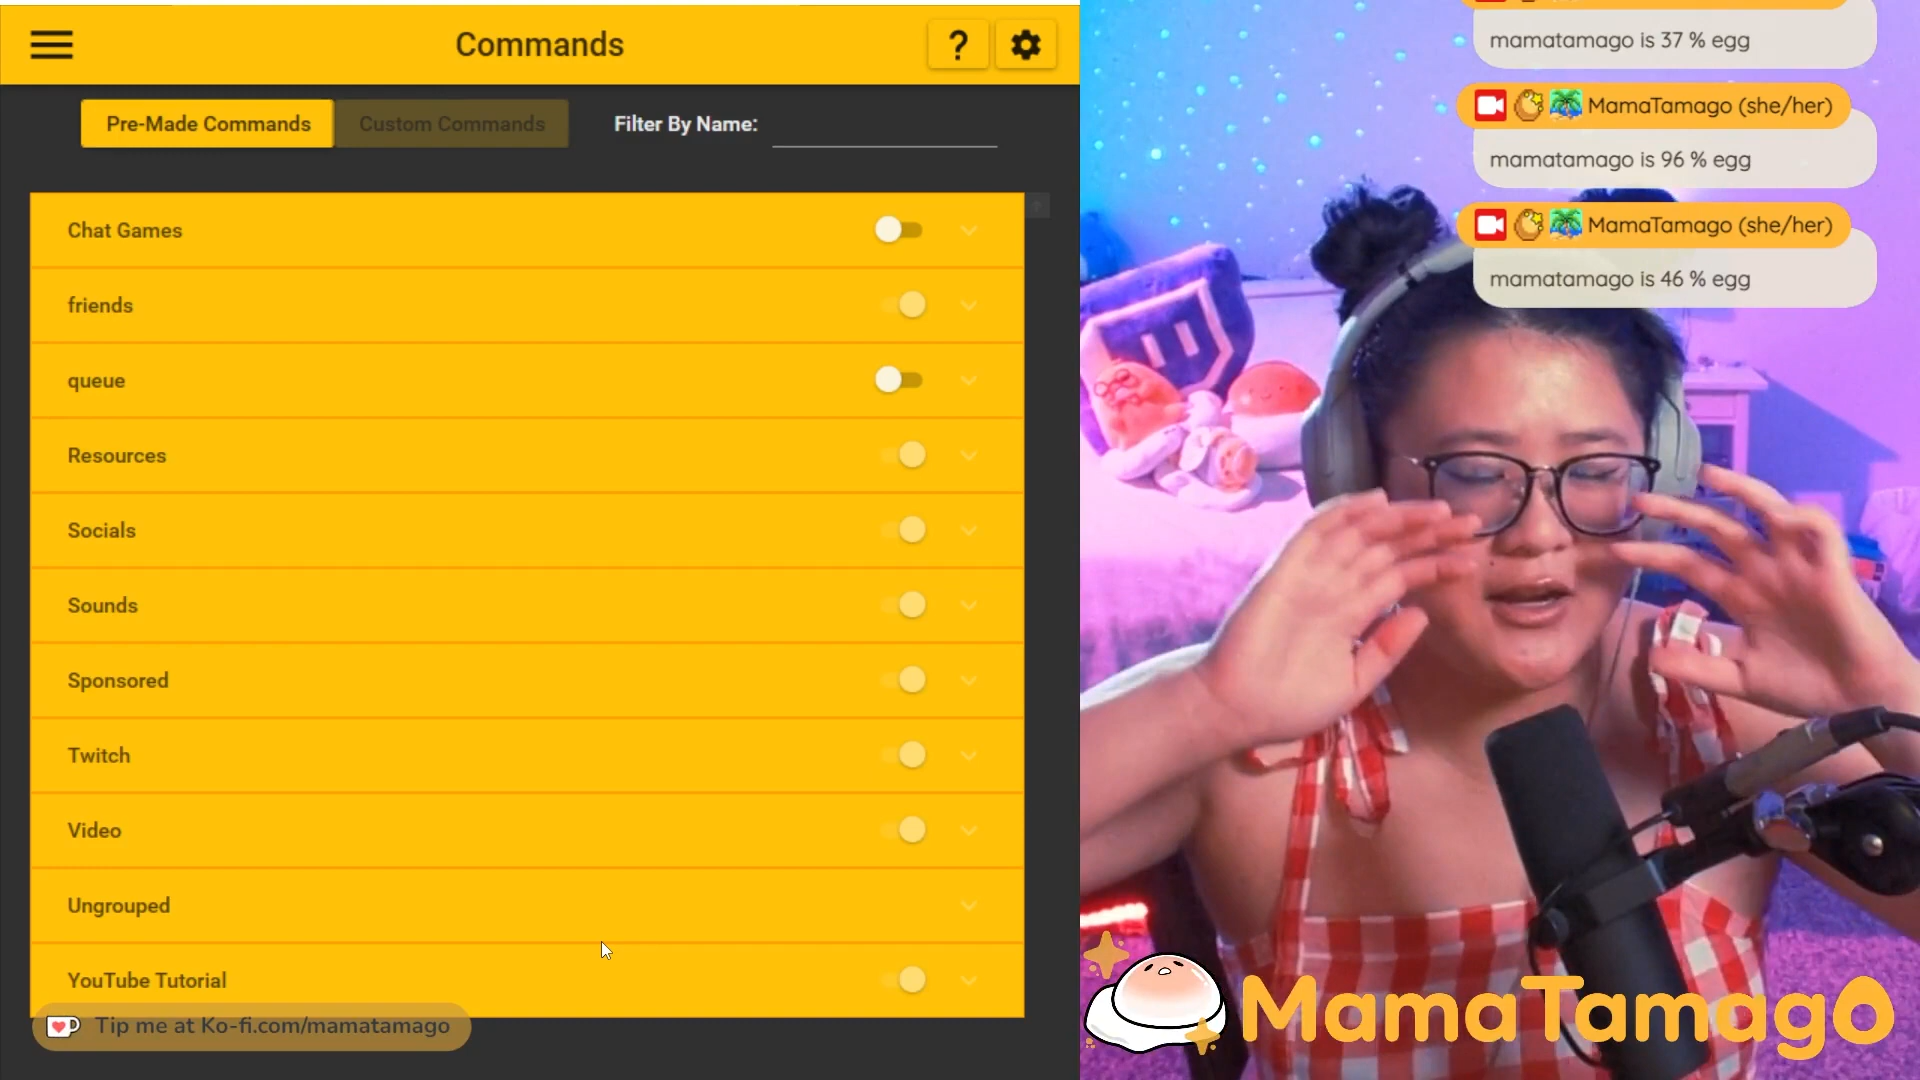 Commands
?
Pre-Made Commands
Custom Commands
Filter By Name:
Chat Games
friends
queue
Resources
Socials
Sounds
Sponsored
Twitch
Video
Ungrouped
YouTube Tutorial
Tip me at Ko-fi.com/mamatamago
mamatamago is 37 % egg
MamaTamago (she/her)
mamatamago is 96 % egg
MamaTamago (she/her)
mamatamago is 46 % egg
MamaTamago